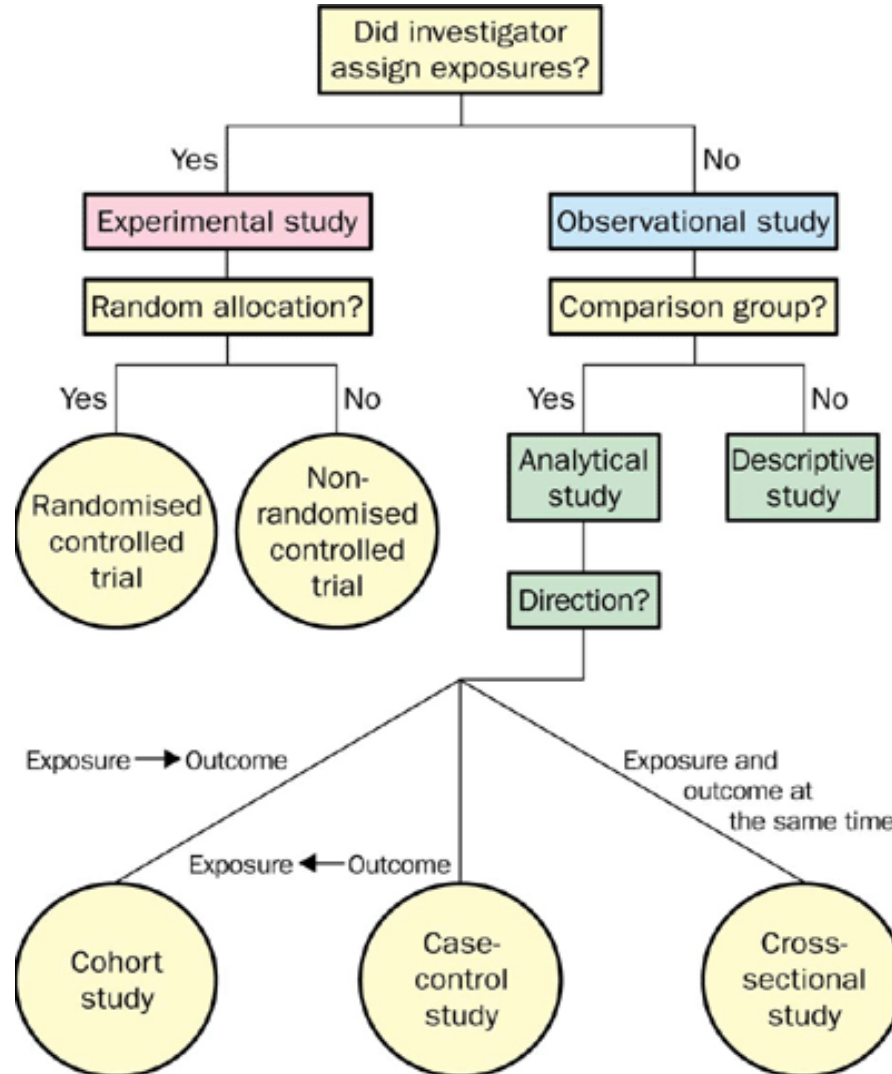 Did investigator
assign exposures?
Yes
No
Experimental study
Observational study
Random allocation?
Comparison group?
Yes
No
Yes
No
Randomised
controlled
trial
Non-
randomised
controlled
trial
Analytical
study
Descriptive
study
Direction?
Exposure → Outcome
Exposure and
outcome at
the same time
Exposure ← Outcome
Cohort
study
Case-
control
study
Cross-
sectional
study